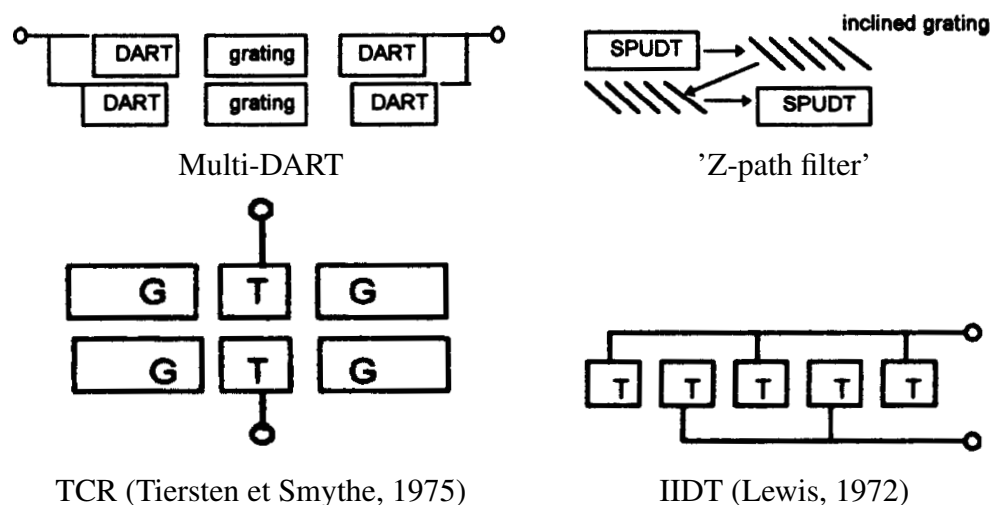 DART grating DART
DART grating DART
Multi-DART
inclined grating
SPUDT
SPUDT
'Z-path filter'
G T G
G T G
TCR (Tiersten et Smythe, 1975)
T T T T T
IIDT (Lewis, 1972)